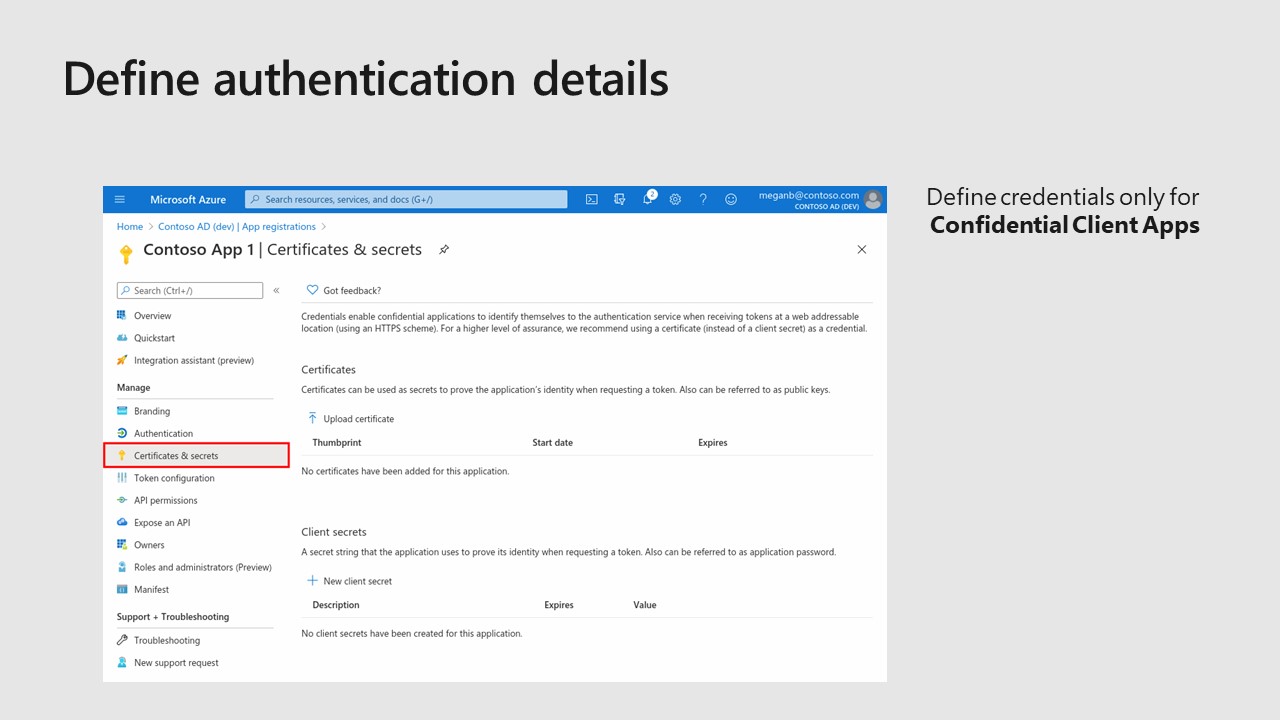 Define authentication details
Microsoft Azure
Search resources, services, and docs (G+/)
2
meganb@contoso.com
CONTOSO AD (DEV)
Home > Contoso AD (dev) | App registrations >
Contoso App 1 | Certificates & secrets
Search (Ctrl+/)
«
Overview
Quickstart
Integration assistant (preview)
Manage
Branding
Authentication
Certificates & secrets
Token configuration
API permissions
Expose an API
Owners
Roles and administrators (Preview)
Manifest
Support + Troubleshooting
Troubleshooting
New support request
Got feedback?
Credentials enable confidential applications to identify themselves to the authentication service when receiving tokens at a web addressable
location (using an HTTPS scheme). For a higher level of assurance, we recommend using a certificate (instead of a client secret) as a credential.
Certificates
Certificates can be used as secrets to prove the application's identity when requesting a token. Also can be referred to as public keys.
Upload certificate
Thumbprint Start date Expires
No certificates have been added for this application.
Client secrets
A secret string that the application uses to prove its identity when requesting a token. Also can be referred to as application password.
New client secret
Description Expires Value
No client secrets have been created for this application.
Define credentials only for
Confidential Client Apps